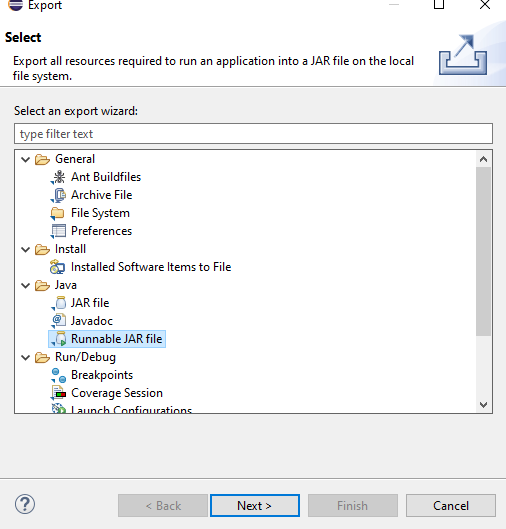 Export
Select
Export all resources required to run an application into a JAR file on the local
file system.
Select an export wizard:
type filter text
General
Ant Buildfiles
Archive File
File System
Preferences
Install
Installed Software Items to File
Java
JAR file
Javadoc
Runnable JAR file
Run/Debug
Breakpoints
Coverage Session
Launch Configurations
< Back
Next >
Finish
Cancel